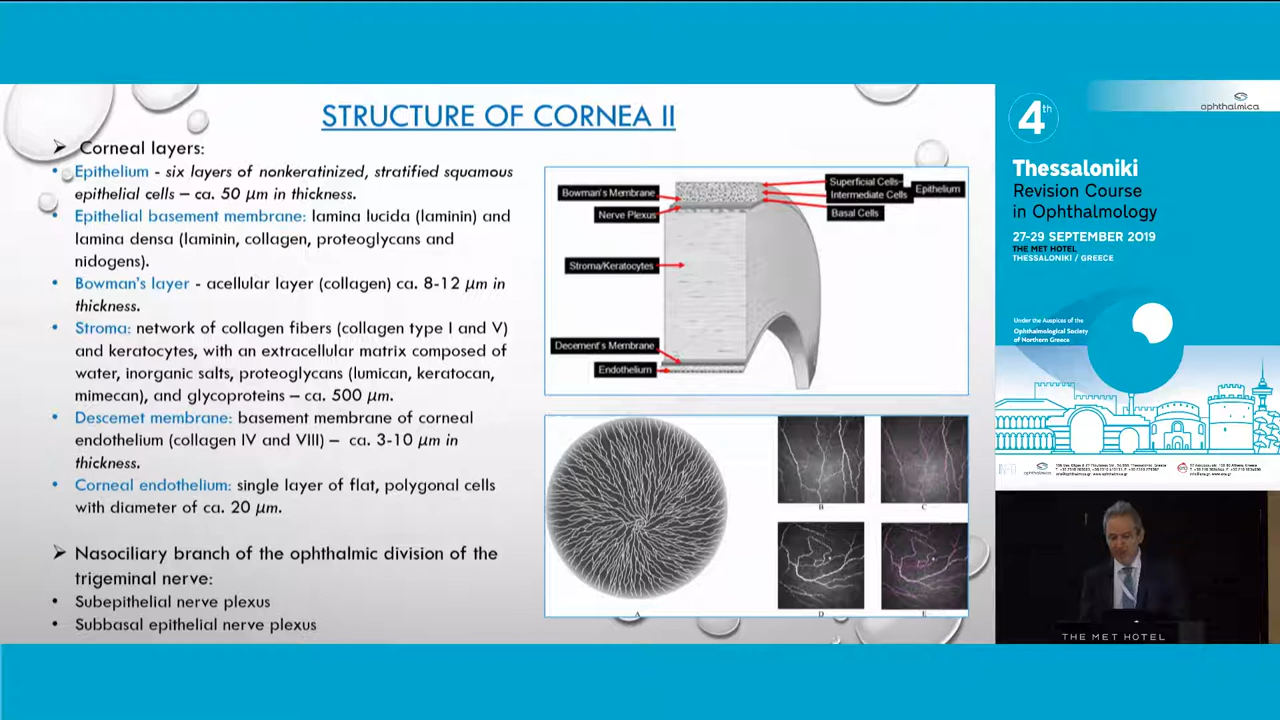 STRUCTURE OF CORNEA II
➤ Corneal layers:
• Epithelium - six layers of nonkeratinized, stratified squamous
epithelial cells – ca. 50 μm in thickness.
• Epithelial basement membrane: lamina lucida (laminin) and
lamina densa (laminin, collagen, proteoglycans and
nidogens).
• Bowman's layer - acellular layer (collagen) ca. 8-12 μm in
thickness.
• Stroma: network of collagen fibers (collagen type I and V)
and keratocytes, with an extracellular matrix composed of
water, inorganic salts, proteoglycans (lumican, keratocan,
mimecan), and glycoproteins – ca. 500 μm.
• Descemet membrane: basement membrane of corneal
endothelium (collagen IV and VIII) – ca. 3-10 μm in
thickness.
• Corneal endothelium: single layer of flat, polygonal cells
with diameter of ca. 20 μm.
➤ Nasociliary branch of the ophthalmic division of the
trigeminal nerve:
• Subepithelial nerve plexus
• Subbasal epithelial nerve plexus
Bowman's Membrane
Nerve Plexus
Stroma/Keratocytes
Decement's Membrane
Endothelium
Superficial Cells
Intermediate Cells
Basal Cells
Epithelium
A
B
C
D
E
ophthalmica
4th
Thessaloniki
Revision Course
in Ophthalmology
27-29 SEPTEMBER 2019
THE MET HOTEL
THESSALONIKI / GREECE
Under the Auspices of the
Ophthalmological Society
of Northern Greece
ophthalmica
THE MET HOTEL